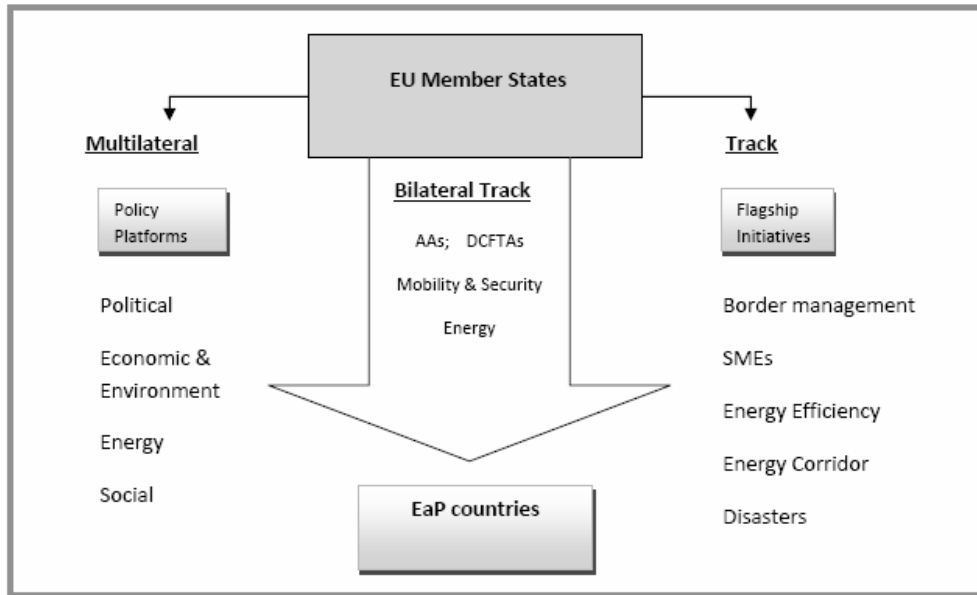 EU Member States
Multilateral
Track
Policy
Platforms
Political
Economic &
Environment
Energy
Social
Bilateral Track
AAs; DCFTAs
Mobility & Security
Energy
Flagship
Initiatives
Border management
SMEs
Energy Efficiency
Energy Corridor
Disasters
EaP countries